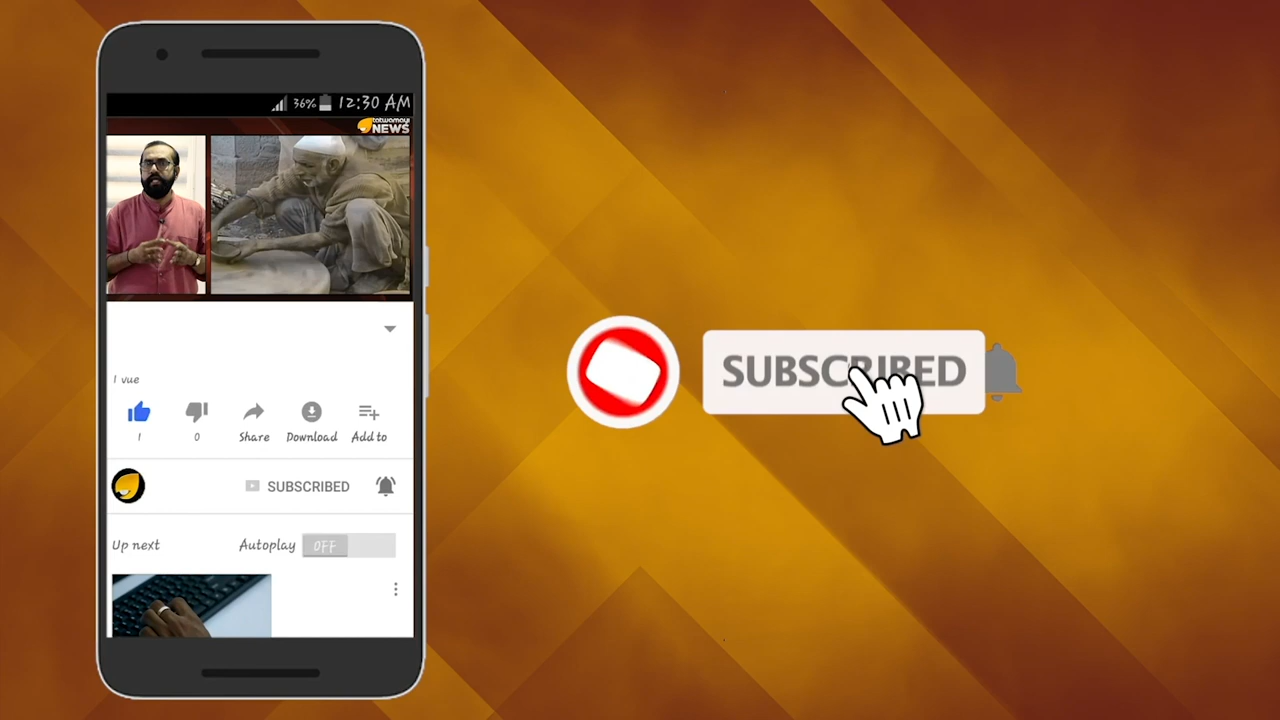 36% 12:30 AM
tatwamayi
NEWS
1 vue
1 0 Share Download Add to
SUBSCRIBED
Up next Autoplay OFF
SUBSCRIBED